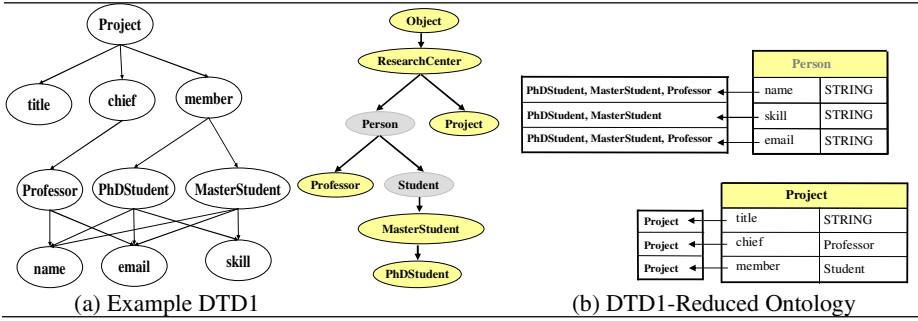 Project
title
chief
member
Professor
PhDStudent
MasterStudent
name
email
skill
(a) Example DTD1
Object
ResearchCenter
Person
Project
Professor
Student
MasterStudent
PhDStudent
Person
PhDStudent, MasterStudent, Professor
name
STRING
PhDStudent, MasterStudent
skill
STRING
PhDStudent, MasterStudent, Professor
email
STRING
Project
Project
title
STRING
Project
chief
Professor
Project
member
Student
(b) DTD1-Reduced Ontology